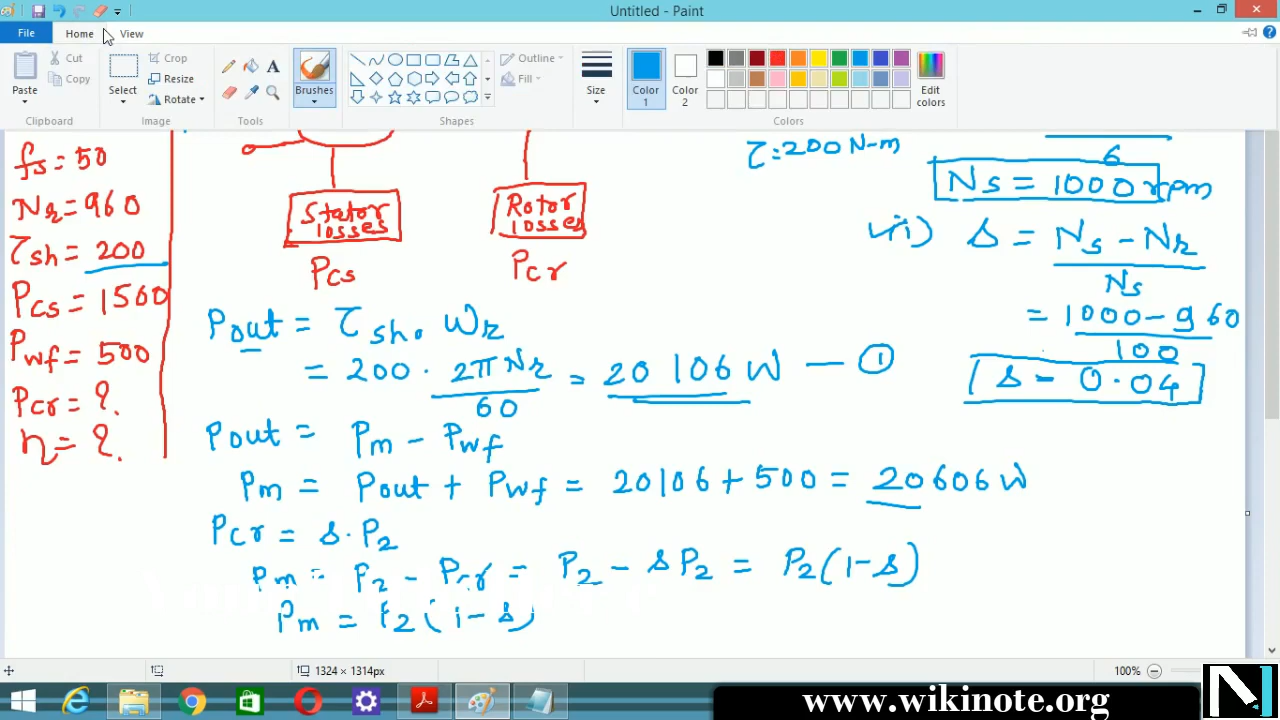 Untitled - Paint
File Home View
Paste Cut Copy Clipboard
Select Crop Resize Rotate Image
A Tools
Brushes
Outline Fill Shapes
Size
Color 1 Color 2 Edit colors Colors
fs = 50
Nr = 960
τsh = 200
Pcs = 1560
Pwf = 500
Pcr = ?.
η = ?.
Stator losses
Pcs
Rotor losses
Pcr
τ = 200 N-m
6
Ns = 1000 rpm
ii) s = Ns - Nr
Ns
= 1000 - 960
100
s = 0.04
Pout = τsh. ωr
= 200 . 2πNr / 60 = 20106 W — ①
Pout = Pm - Pwf
Pm = Pout + Pwf = 20106 + 500 = 20606 W
Pcr = s . P2
Pm = P2 - Pcr = P2 - sP2 = P2(1-s)
Pm = P2(1-s)
1324 × 1314px
100%
www.wikinote.org
N